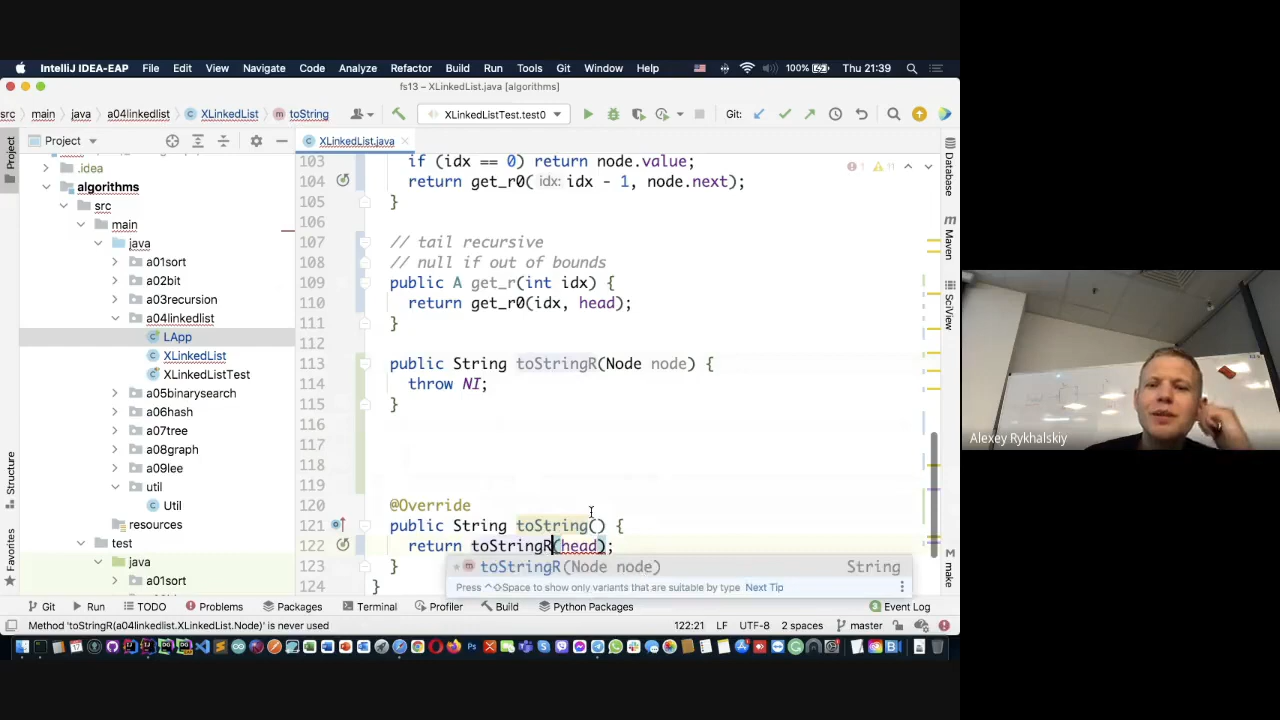 IntelliJ IDEA-EAP File Edit View Navigate Code Analyze Refactor Build Run Tools Git Window Help 100% Thu 21:39
fs13 – XLinkedList.java [algorithms]
src main java a04linkedlist XLinkedList toString XLinkedListTest.test0 Git:
Project XLinkedList.java
.idea
algorithms
src
main
java
a01sort
a02bit
a03recursion
a04linkedlist
LApp
XLinkedList
XLinkedListTest
a05binarysearch
a06hash
a07tree
a08graph
a09lee
util
Util
resources
test
java
a01sort
1 11
103 if (idx == 0) return node.value;
104 return get_r0( idx: idx - 1, node.next);
105 }
106
107 // tail recursive
108 // null if out of bounds
109 public A get_r(int idx) {
110 return get_r0(idx, head);
111 }
112
113 public String toStringR(Node node) {
114 throw NI;
115 }
116
117
118
119
120 @Override
121 public String toString() {
122 return toStringR(head);
123 }
124 }
toStringR(Node node) String
Press ^⇧Space to show only variants that are suitable by type Next Tip
Project
Structure
Favorites
Database
Maven
SciView
make
Git Run TODO Problems Packages Terminal Profiler Build Python Packages Event Log
Method 'toStringR(a04linkedlist.XLinkedList.Node)' is never used 122:21 LF UTF-8 2 spaces master
Alexey Rykhalskiy